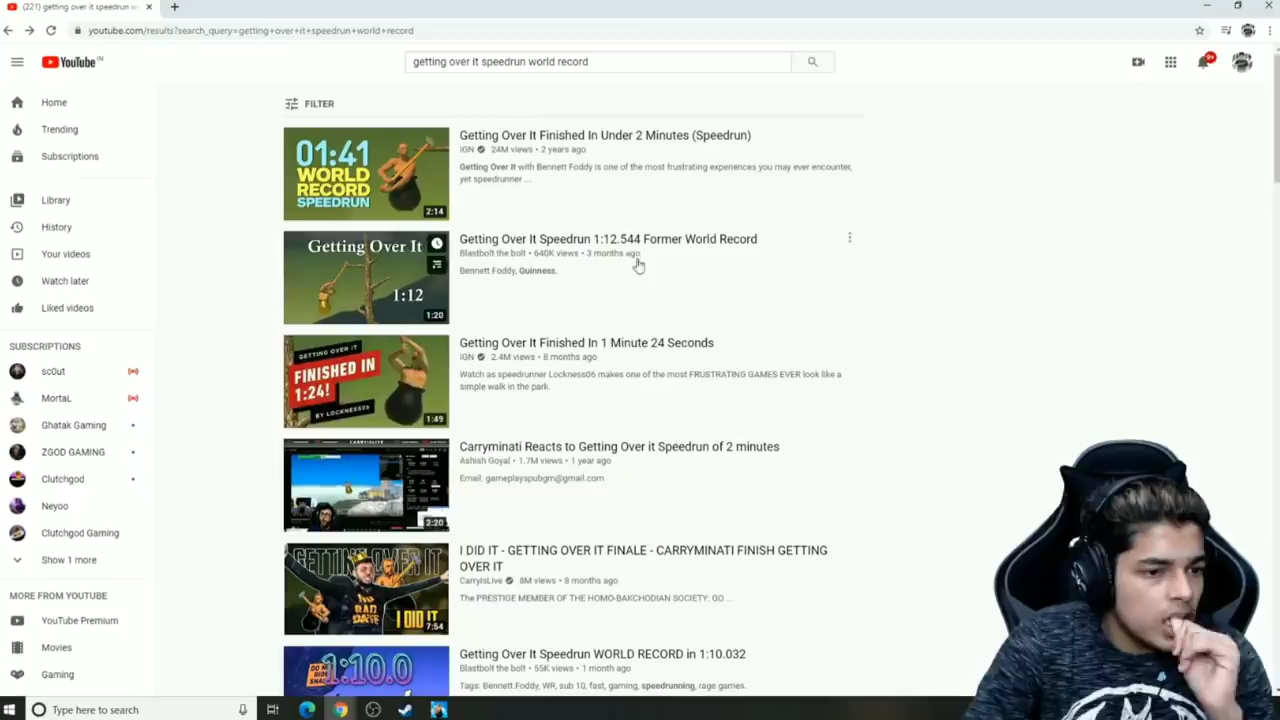 (221) getting over it speedrun w
youtube.com/results?search_query=getting+over+it+speedrun+world+record
YouTube IN
getting over it speedrun world record
9+
Home
Trending
Subscriptions
Library
History
Your videos
Watch later
Liked videos
SUBSCRIPTIONS
sc0ut
MortaL
Ghatak Gaming
ZGOD GAMING
Clutchgod
Neyoo
Clutchgod Gaming
Show 1 more
MORE FROM YOUTUBE
YouTube Premium
Movies
Gaming
FILTER
01:41
WORLD
RECORD
SPEEDRUN
2:14
Getting Over It Finished In Under 2 Minutes (Speedrun)
IGN 24M views • 2 years ago
Getting Over It with Bennett Foddy is one of the most frustrating experiences you may ever encounter,
yet speedrunner ...
Getting Over It
1:12
1:20
Getting Over It Speedrun 1:12.544 Former World Record
Blastbolt the bolt • 640K views • 3 months ago
Bennett Foddy, Guinness.
GETTING OVER IT
FINISHED IN
1:24!
BY LOCKNESS06
1:49
Getting Over It Finished In 1 Minute 24 Seconds
IGN 2.4M views • 8 months ago
Watch as speedrunner Lockness06 makes one of the most FRUSTRATING GAMES EVER look like a
simple walk in the park.
2:20
Carryminati Reacts to Getting Over it Speedrun of 2 minutes
Ashish Goyal • 1.7M views • 1 year ago
Email: gameplayspubgm@gmail.com
GETTING OVER IT
I DID IT
7:54
I DID IT - GETTING OVER IT FINALE - CARRYMINATI FINISH GETTING
OVER IT
CarryisLive 8M views • 8 months ago
The PRESTIGE MEMBER OF THE HOMO-BAKCHODIAN SOCIETY: GO ...
1:10.0
Getting Over It Speedrun WORLD RECORD in 1:10.032
Blastbolt the bolt • 55K views • 1 month ago
Tags: Bennett Foddy, WR, sub 10, fast, gaming, speedrunning, rage games.
Type here to search